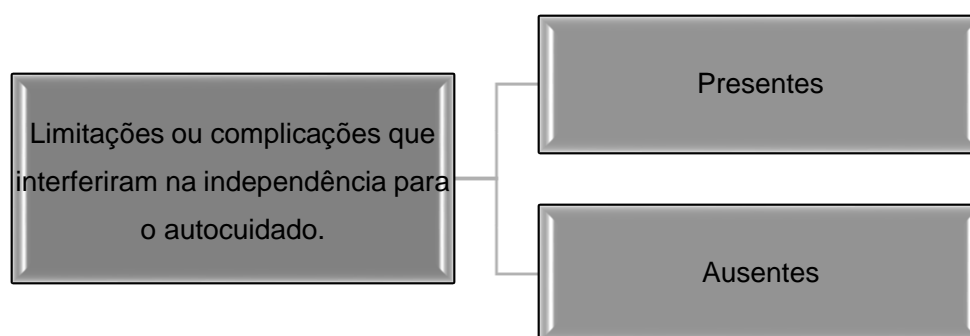 Limitações ou complicações que
interferiram na independência para
o autocuidado.
Presentes
Ausentes